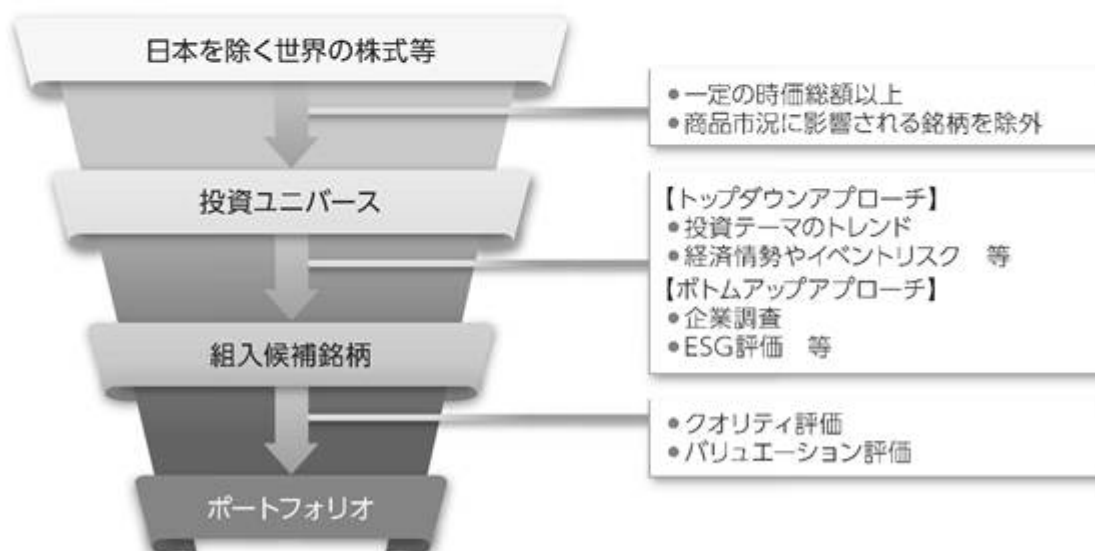 日本を除く世界の株式等
●一定の時価総額以上
●商品市況に影響される銘柄を除外
投資ユニバース
【トップダウンアプローチ】
●投資テーマのトレンド
●経済情勢やイベントリスク　等
【ボトムアップアプローチ】
●企業調査
●ESG評価　等
組入候補銘柄
●クオリティ評価
●バリュエーション評価
ポートフォリオ